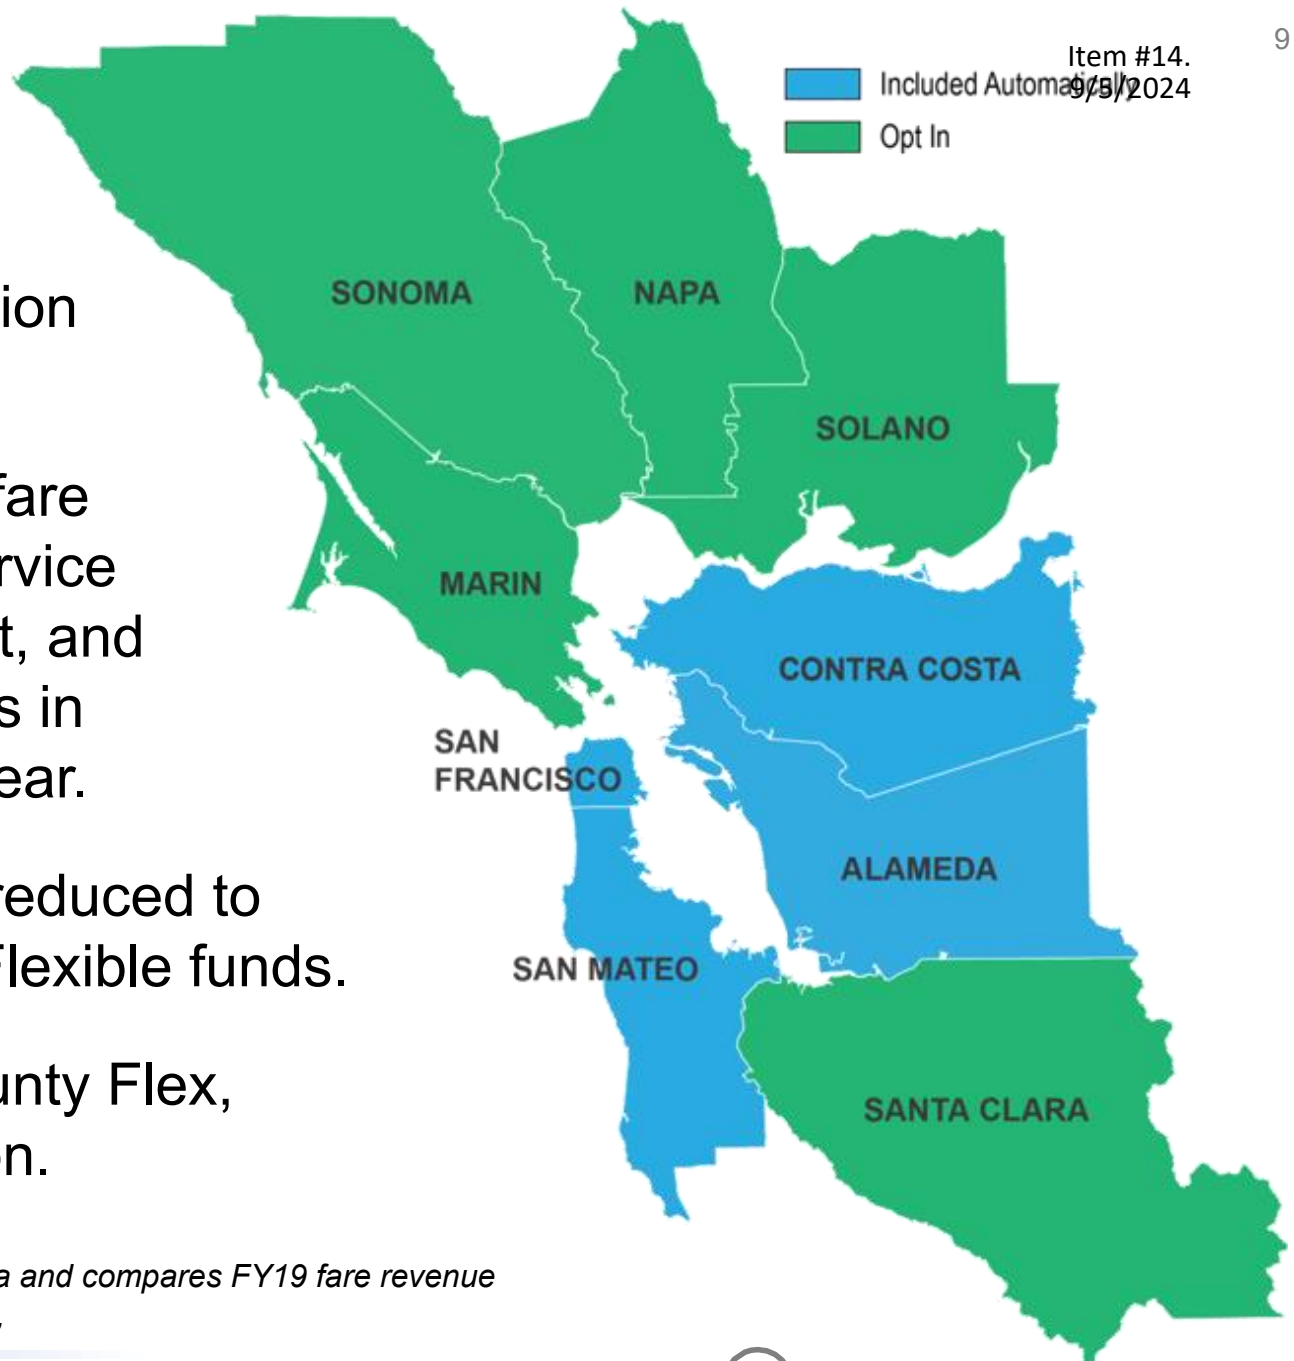 9
Item #14.
9/5/2024
Included Automatically
Opt In
SONOMA
NAPA
SOLANO
MARIN
CONTRA COSTA
SAN
FRANCISCO
ALAMEDA
SAN MATEO
SANTA CLARA
ion
fare
rvice
t, and
s in
ear.
reduced to
Flexible funds.
unty Flex,
on.
a and compares FY19 fare revenue